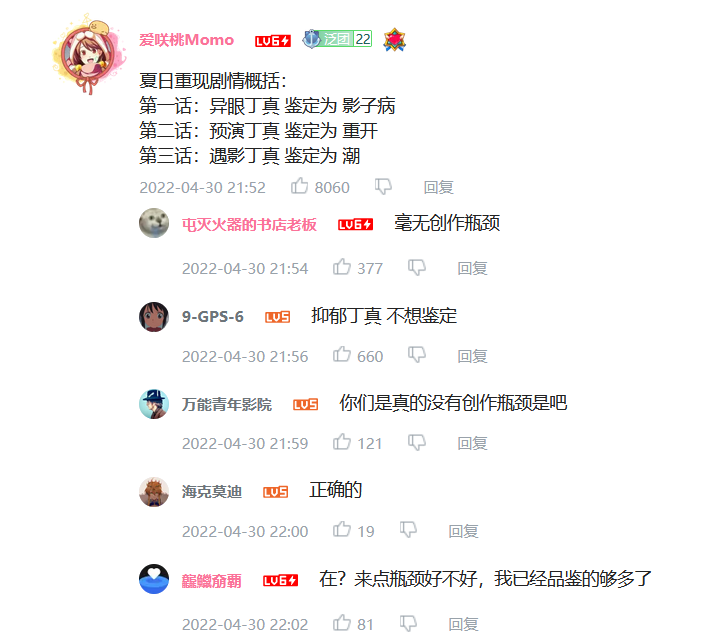 爱咲桃Momo LV6 泛团 22
夏日重现剧情概括：
第一话：异眼丁真 鉴定为 影子病
第二话：预演丁真 鉴定为 重开
第三话：遇影丁真 鉴定为 潮
2022-04-30 21:52 8060 回复
屯灭火器的书店老板 LV6 毫无创作瓶颈
2022-04-30 21:54 377 回复
9-GPS-6 LV5 抑郁丁真 不想鉴定
2022-04-30 21:56 660 回复
万能青年影院 LV5 你们是真的没有创作瓶颈是吧
2022-04-30 21:59 121 回复
海克莫迪 LV5 正确的
2022-04-30 22:00 19 回复
LV6 在？来点瓶颈好不好，我已经品鉴的够多了
2022-04-30 22:02 81 回复